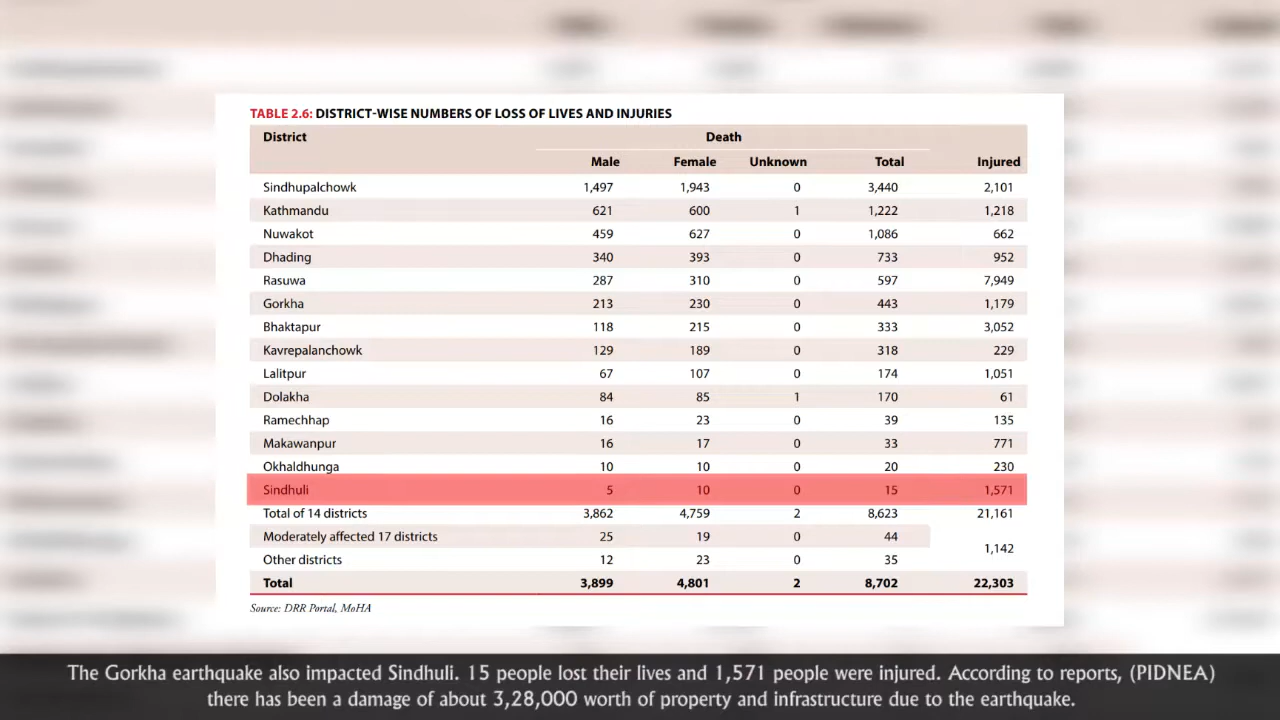 TABLE 2.6: DISTRICT-WISE NUMBERS OF LOSS OF LIVES AND INJURIES
District Death
Male Female Unknown Total Injured
Sindhupalchowk 1,497 1,943 0 3,440 2,101
Kathmandu 621 600 1 1,222 1,218
Nuwakot 459 627 0 1,086 662
Dhading 340 393 0 733 952
Rasuwa 287 310 0 597 7,949
Gorkha 213 230 0 443 1,179
Bhaktapur 118 215 0 333 3,052
Kavrepalanchowk 129 189 0 318 229
Lalitpur 67 107 0 174 1,051
Dolakha 84 85 1 170 61
Ramechhap 16 23 0 39 135
Makawanpur 16 17 0 33 771
Okhaldhunga 10 10 0 20 230
Sindhuli 5 10 0 15 1,571
Total of 14 districts 3,862 4,759 2 8,623 21,161
Moderately affected 17 districts 25 19 0 44
1,142
Other districts 12 23 0 35
Total 3,899 4,801 2 8,702 22,303
Source: DRR Portal, MoHA
The Gorkha earthquake also impacted Sindhuli. 15 people lost their lives and 1,571 people were injured. According to reports, (PIDNEA)
there has been a damage of about 3,28,000 worth of property and infrastructure due to the earthquake.